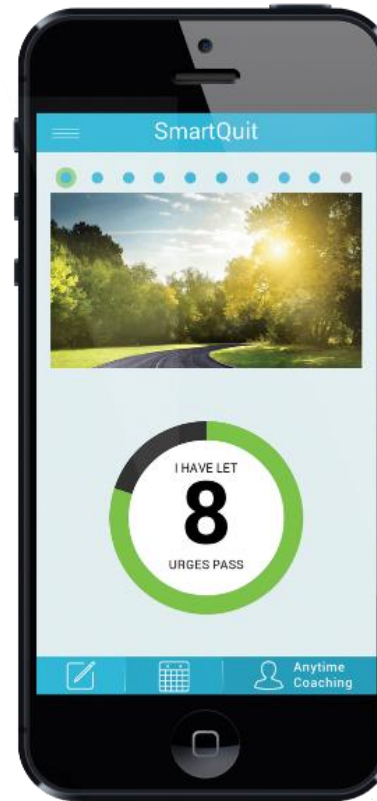 SmartQuit
I HAVE LET
8
URGES PASS
Anytime
Coaching